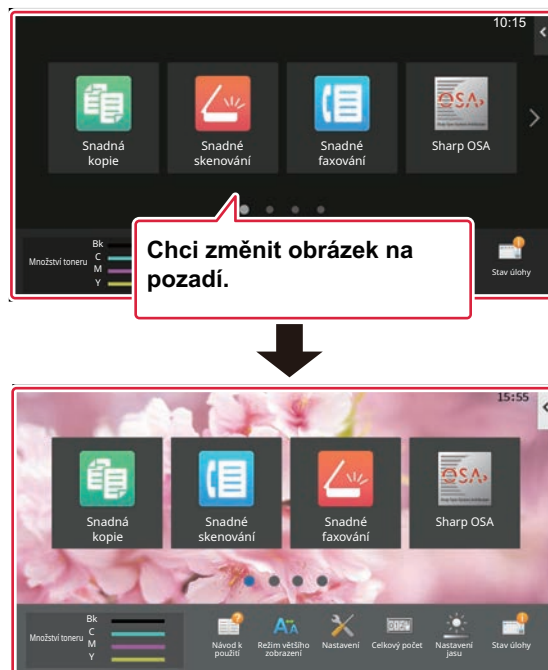 10:15
Snadná
kopie
Snadné
skenování
Snadné
faxování
OSA
Sharp OSA
Chci změnit obrázek na
pozadí.
Množství toneru
Bk
C
M
Y
Stav úlohy
15:55
Snadná
kopie
Snadné
skenování
Snadné
faxování
OSA
Sharp OSA
Množství toneru
Bk
C
M
Y
Návod k
použití
Režim většího
zobrazení
Nastavení
Celkový počet
Nastavení
jasu
Stav úlohy